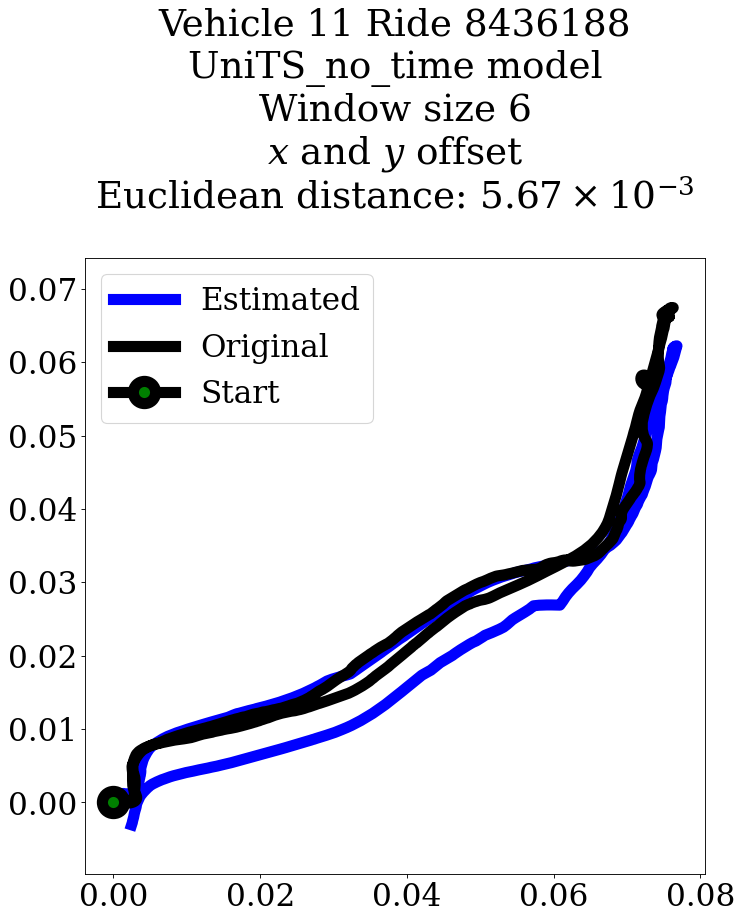 Vehicle 11 Ride 8436188
UniTS_no_time model
Window size 6
x and y offset
Euclidean distance: 5.67 × 10⁻³
Estimated
Original
Start
0.07
0.06
0.05
0.04
0.03
0.02
0.01
0.00
0.00 0.02 0.04 0.06 0.08